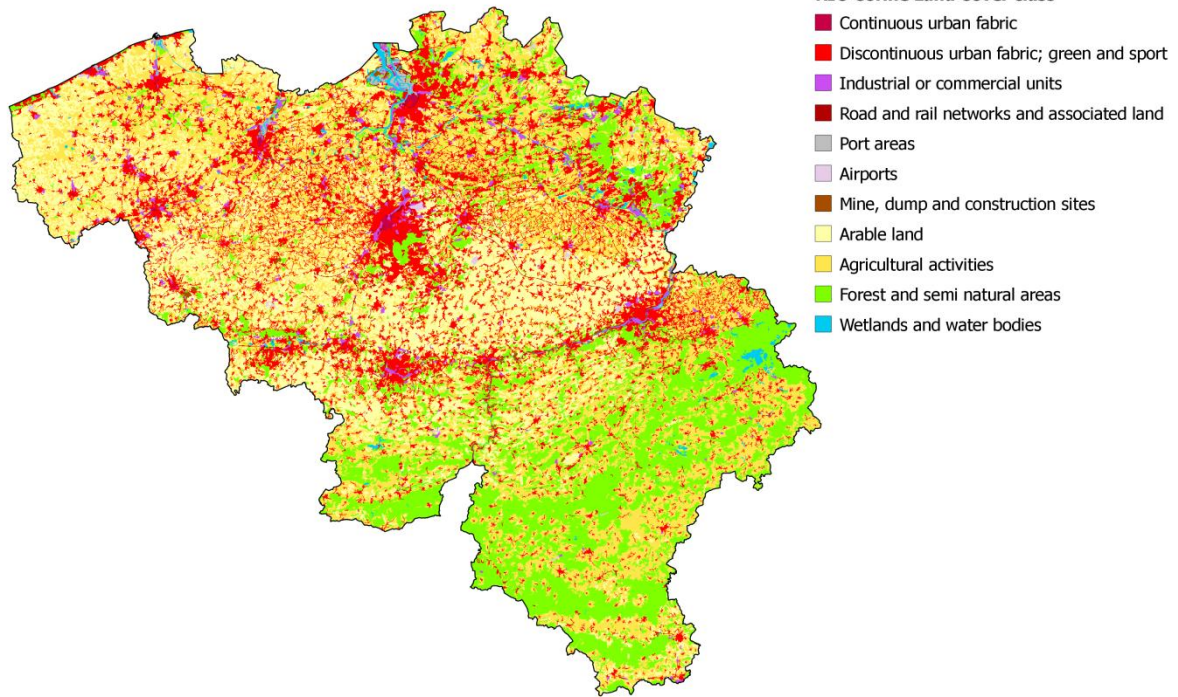 Continuous urban fabric
Discontinuous urban fabric; green and sport
Industrial or commercial units
Road and rail networks and associated land
Port areas
Airports
Mine, dump and construction sites
Arable land
Agricultural activities
Forest and semi natural areas
Wetlands and water bodies